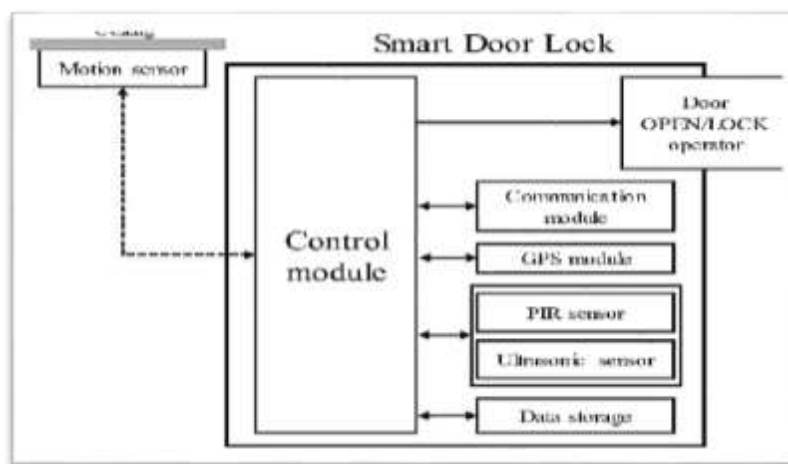 Smart Door Lock
Motion sensor
Door
OPEN/LOCK
operator
Communication
module
Control
module
GPS module
PIR sensor
Ultrasonic sensor
Data storage